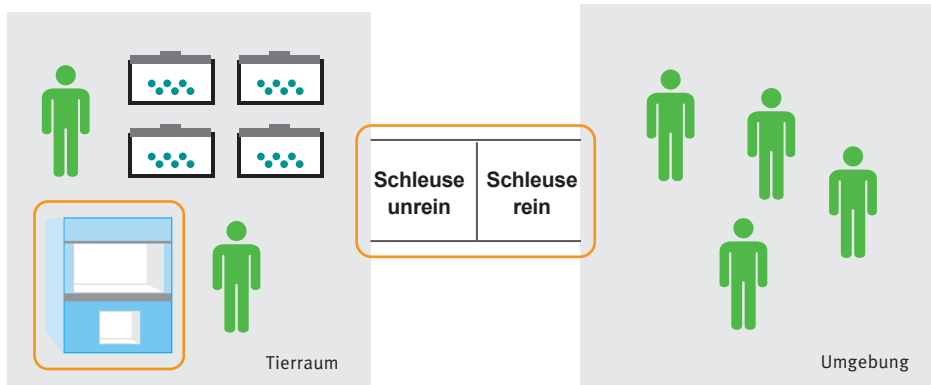 Schleuse
unrein
Schleuse
rein
Tierraum
Umgebung